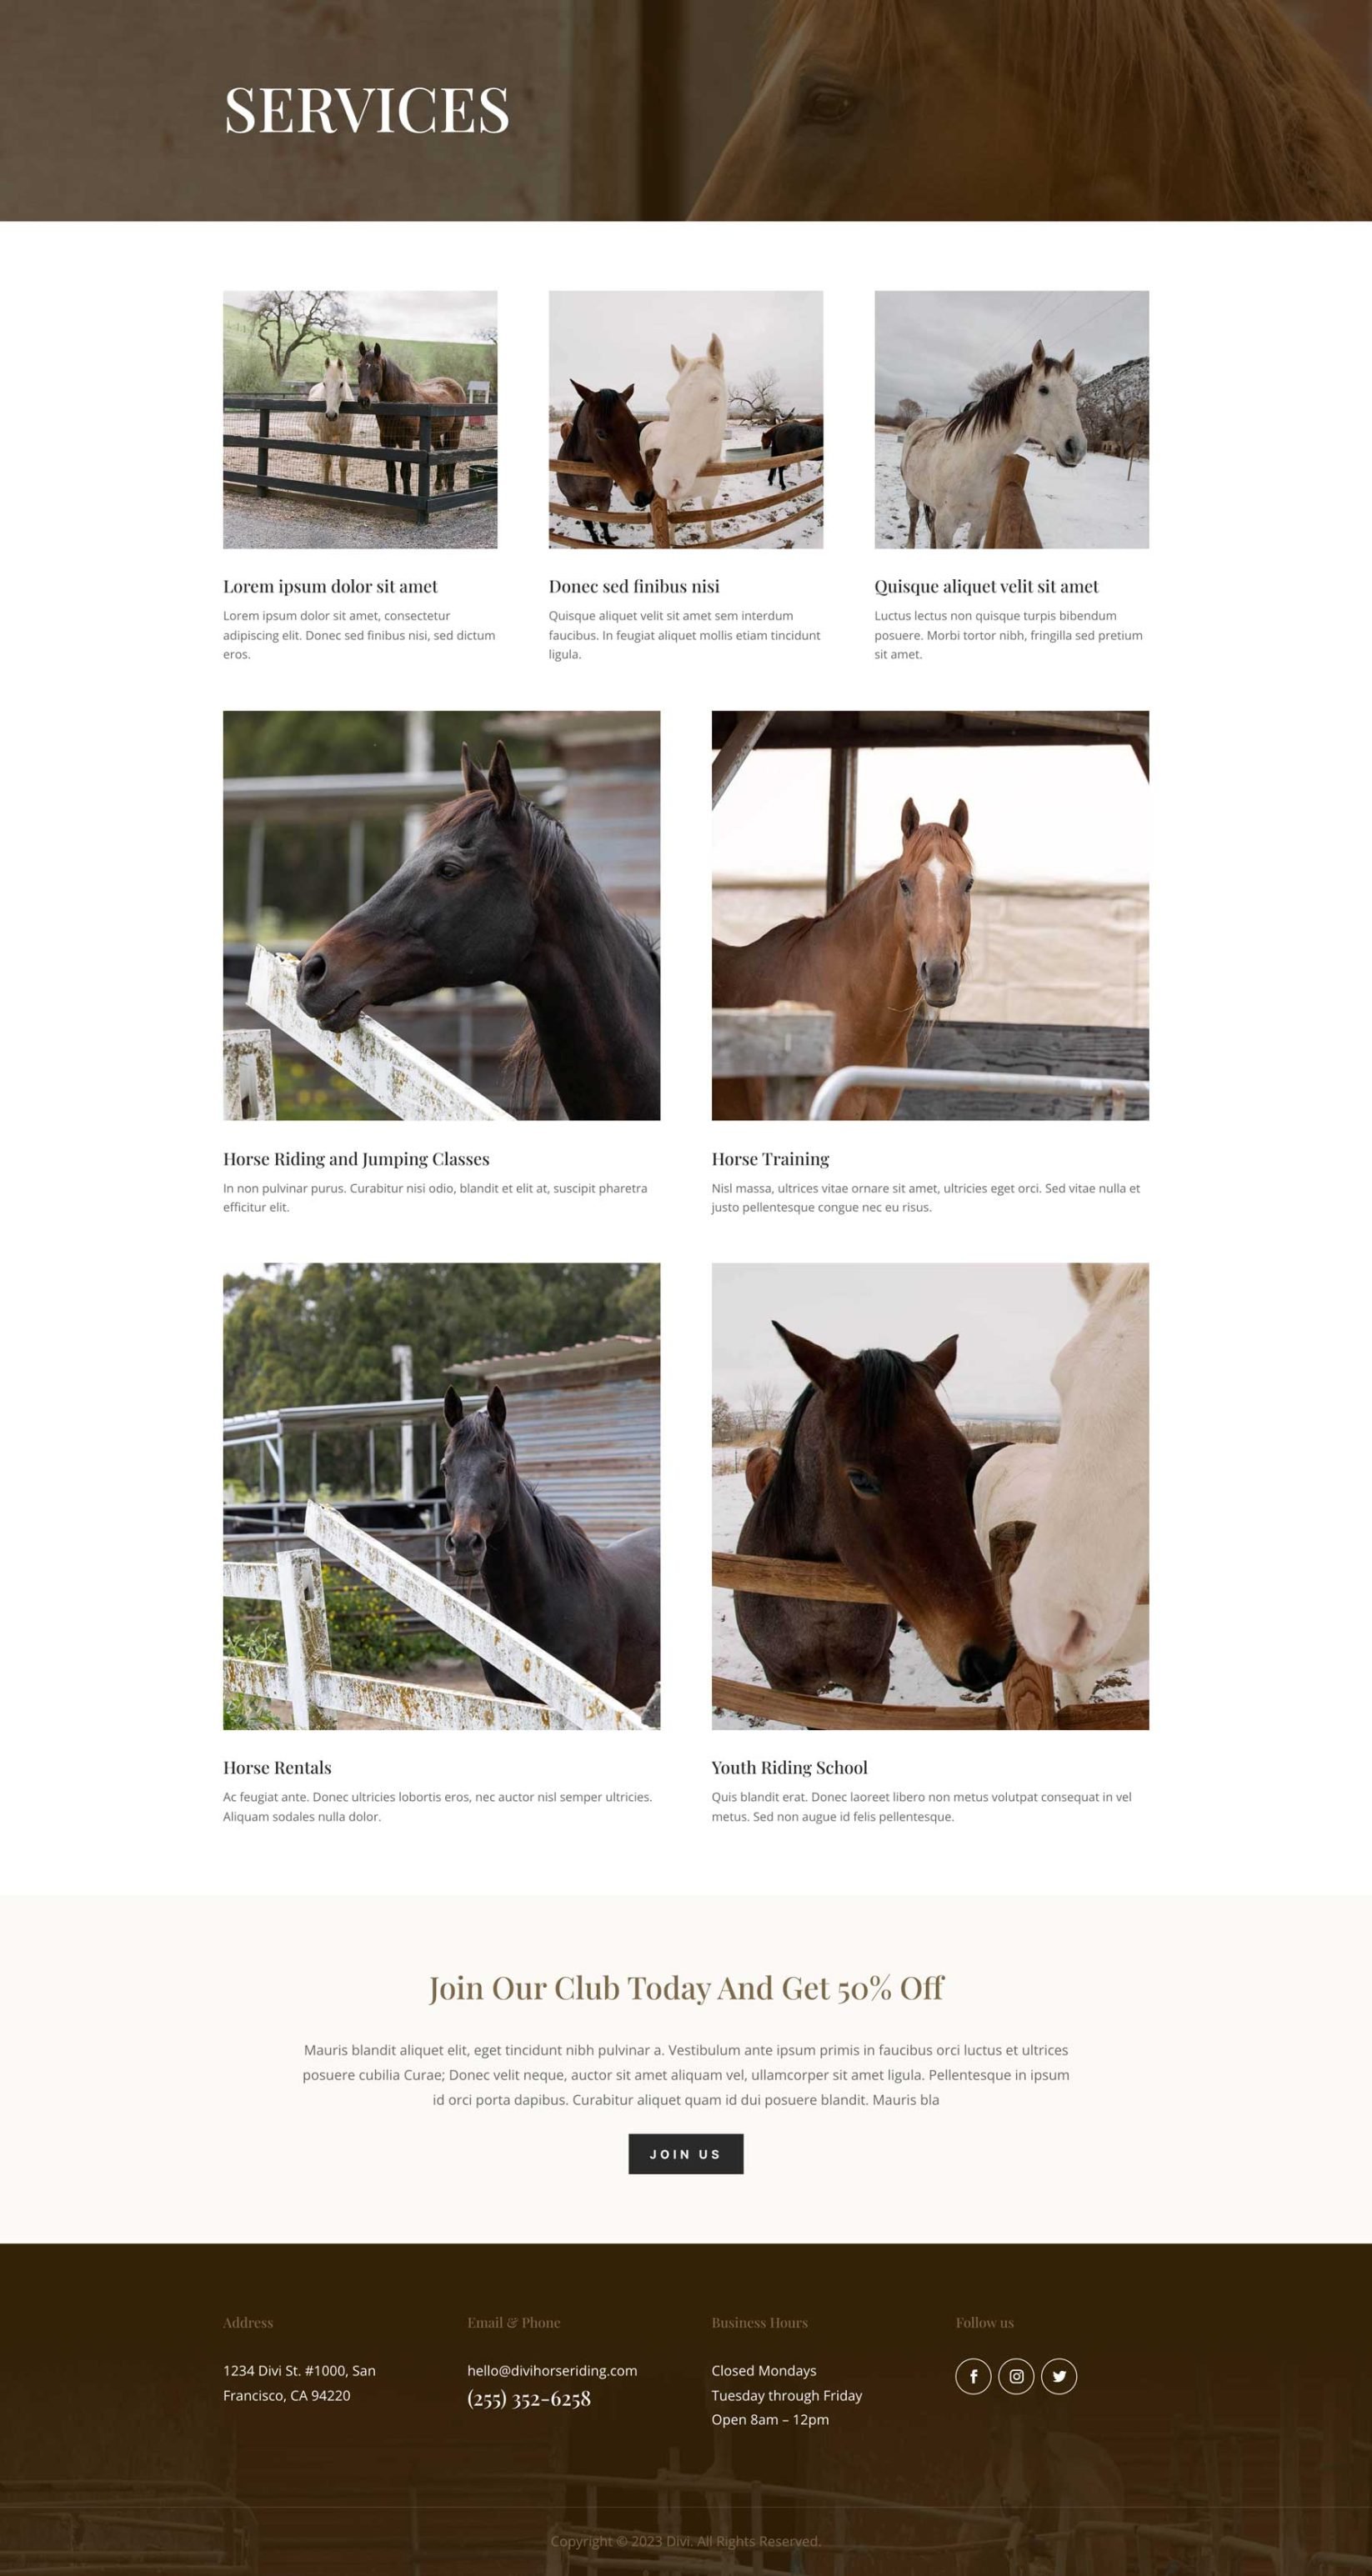 SERVICES
Lorem ipsum dolor sit amet
Lorem ipsum dolor sit amet, consectetur
adipiscing elit. Donec sed finibus nisi, sed dictum
eros.
Donec sed finibus nisi
Quisque aliquet velit sit amet sem interdum
faucibus. In feugiat aliquet mollis etiam tincidunt
ligula.
Quisque aliquet velit sit amet
Luctus lectus non quisque turpis bibendum
posuere. Morbi tortor nibh, fringilla sed pretium
sit amet.
Horse Riding and Jumping Classes
In non pulvinar purus. Curabitur nisi odio, blandit et elit at, suscipit pharetra
efficitur elit.
Horse Training
Nisl massa, ultrices vitae ornare sit amet, ultricies eget orci. Sed vitae nulla et
justo pellentesque congue nec eu risus.
Horse Rentals
Ac feugiat ante. Donec ultricies lobortis eros, nec auctor nisl semper ultricies.
Aliquam sodales nulla dolor.
Youth Riding School
Quis blandit erat. Donec laoreet libero non metus volutpat consequat in vel
metus. Sed non augue id felis pellentesque.
Join Our Club Today And Get 50% Off
Mauris blandit aliquet elit, eget tincidunt nibh pulvinar a. Vestibulum ante ipsum primis in faucibus orci luctus et ultrices
posuere cubilia Curae; Donec velit neque, auctor sit amet aliquam vel, ullamcorper sit amet ligula. Pellentesque in ipsum
id orci porta dapibus. Curabitur aliquet quam id dui posuere blandit. Mauris bla
JOIN US
Address
1234 Divi St. #1000, San
Francisco, CA 94220
Email & Phone
hello@divihorseriding.com
(255) 352-6258
Business Hours
Closed Mondays
Tuesday through Friday
Open 8am – 12pm
Follow us
Copyright © 2023 Divi. All Rights Reserved.